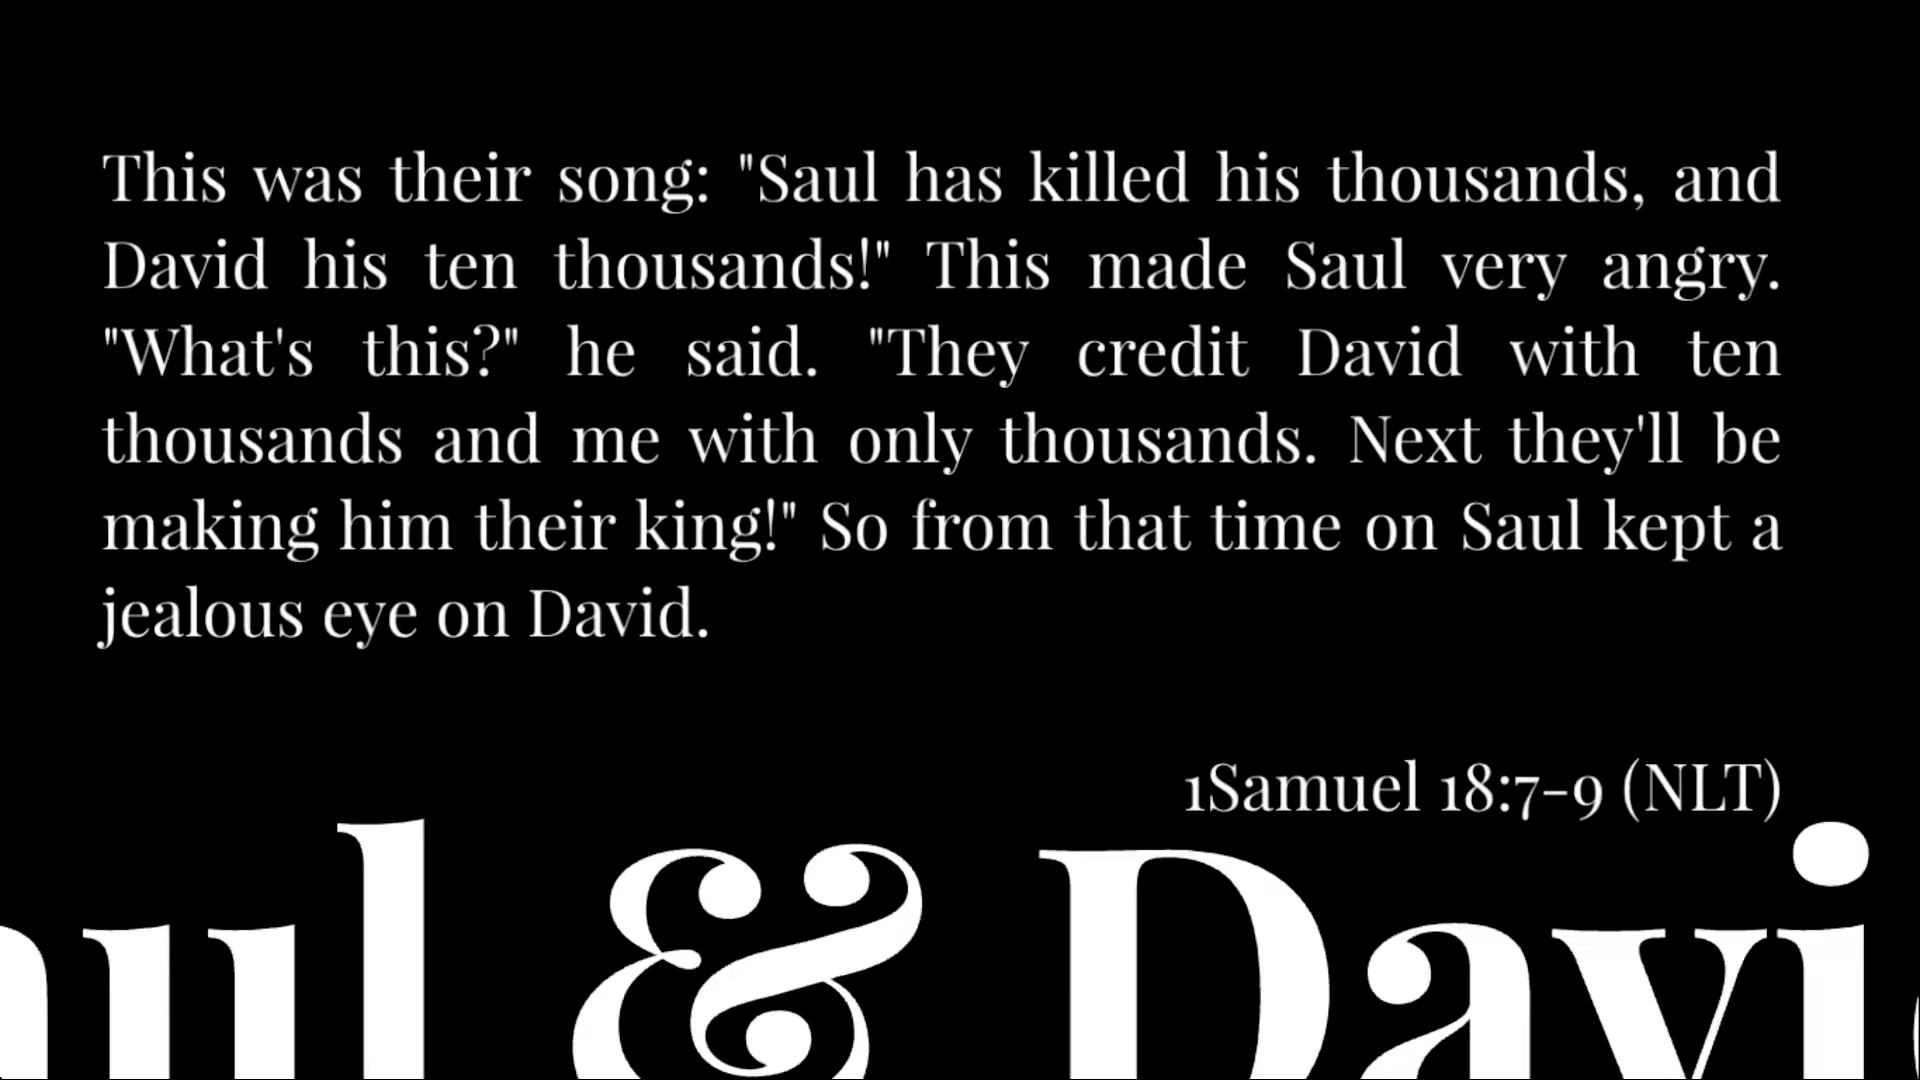 This was their song: "Saul has killed his thousands, and
David his ten thousands!" This made Saul very angry.
"What's this?" he said. "They credit David with ten
thousands and me with only thousands. Next they'll be
making him their king!" So from that time on Saul kept a
jealous eye on David.
1Samuel 18:7-9 (NLT)
aul & Davi